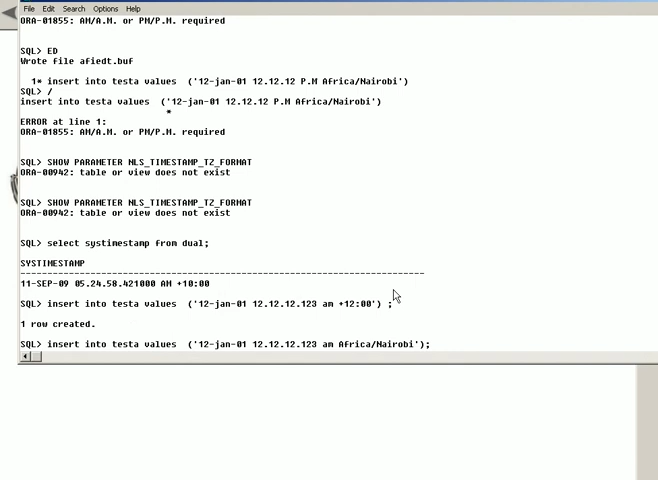 File Edit Search Options Help
ORA-01855: AM/A.M. or PM/P.M. required
SQL> ED
Wrote file afiedt.buf
1* insert into testa values ('12-jan-01 12.12.12 P.M Africa/Nairobi')
SQL> /
insert into testa values ('12-jan-01 12.12.12 P.M Africa/Nairobi')
*
ERROR at line 1:
ORA-01855: AM/A.M. or PM/P.M. required
SQL> SHOW PARAMETER NLS_TIMESTAMP_TZ_FORMAT
ORA-00942: table or view does not exist
SQL> SHOW PARAMETER NLS_TIMESTAMP_TZ_FORMAT
ORA-00942: table or view does not exist
SQL> select systimestamp from dual;
SYSTIMESTAMP
---------------------------------------------------------------------------
11-SEP-09 05.24.58.421000 AM +10:00
SQL> insert into testa values ('12-jan-01 12.12.12.123 am +12:00') ;
1 row created.
SQL> insert into testa values ('12-jan-01 12.12.12.123 am Africa/Nairobi');